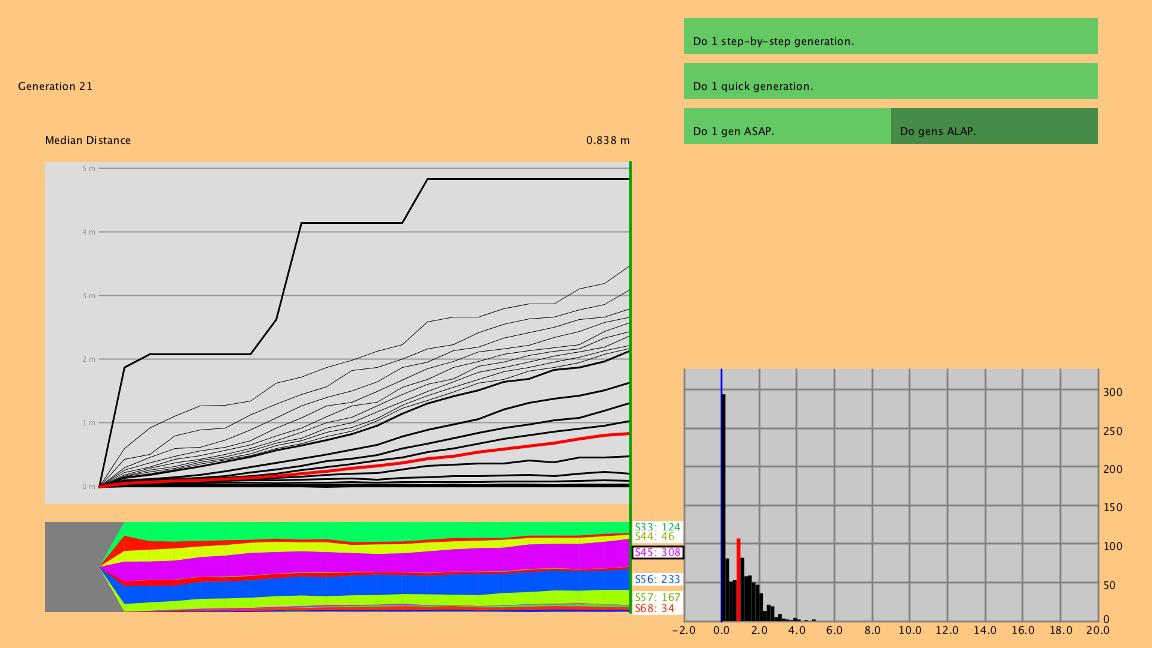 Do 1 step-by-step generation.
Generation 21
Do 1 quick generation.
Do 1 gen ASAP.
Do gens ALAP.
Median Distance
0.838 m
5 m
4 m
3 m
2 m
1 m
0 m
S33: 124
S44: 46
S45: 308
S56: 233
S57: 167
S68: 34
300
250
200
150
100
50
0
-2.0 0.0 2.0 4.0 6.0 8.0 10.0 12.0 14.0 16.0 18.0 20.0